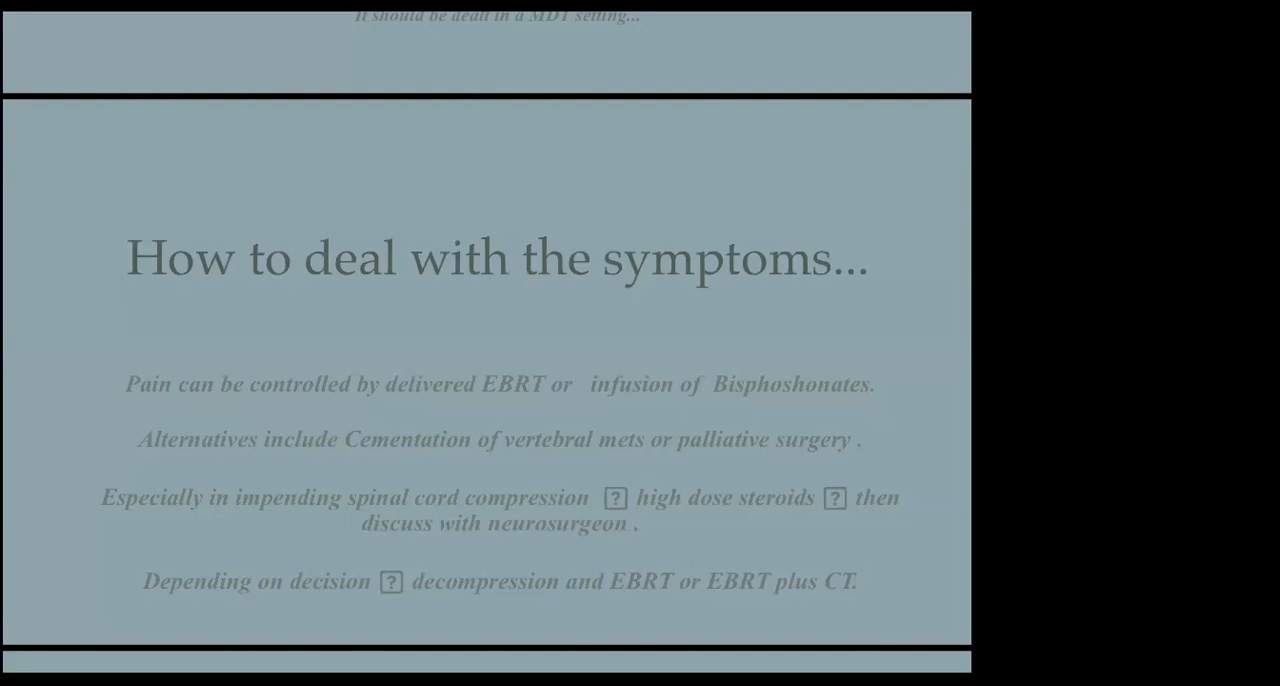 It should be dealt in a MDT setting...
How to deal with the symptoms...
Pain can be controlled by delivered EBRT or infusion of Bisphoshonates.
Alternatives include Cementation of vertebral mets or palliative surgery .
Especially in impending spinal cord compression ? high dose steroids ? then
discuss with neurosurgeon .
Depending on decision ? decompression and EBRT or EBRT plus CT.